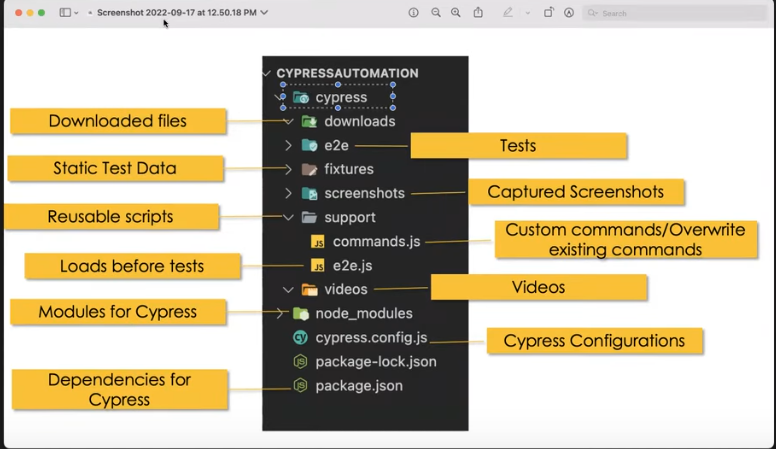 Screenshot 2022-09-17 at 12.50.18 PM
Search
CYPRESSAUTOMATION
cypress
Downloaded files
downloads
e2e
Tests
Static Test Data
fixtures
screenshots
Captured Screenshots
Reusable scripts
support
commands.js
Custom commands/Overwrite
existing commands
Loads before tests
e2e.js
videos
Videos
Modules for Cypress
node_modules
cypress.config.js
Cypress Configurations
package-lock.json
Dependencies for
Cypress
package.json